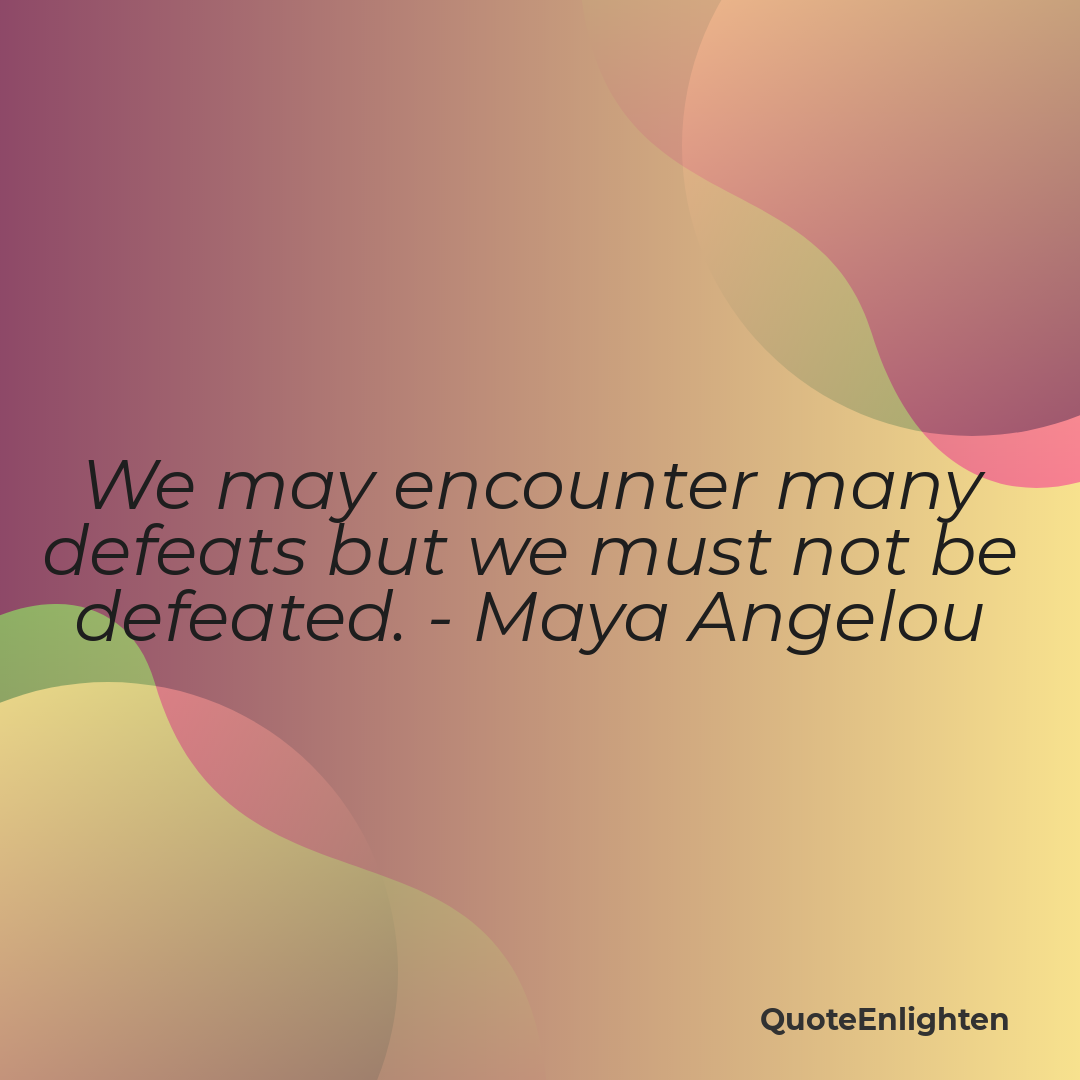 We may encounter many
defeats but we must not be
defeated. - Maya Angelou
QuoteEnlighten